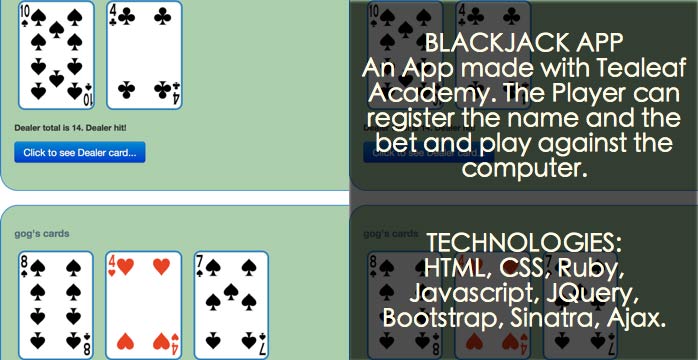 10
4
10
4
Dealer total is 14. Dealer hit!
Click to see Dealer card...
gog's cards
8
4
7
8
4
7
BLACKJACK APP
An App made with Tealeaf
Academy. The Player can
register the name and the
bet and play against the
computer.
TECHNOLOGIES:
HTML, CSS, Ruby,
Javascript, JQuery,
Bootstrap, Sinatra, Ajax.